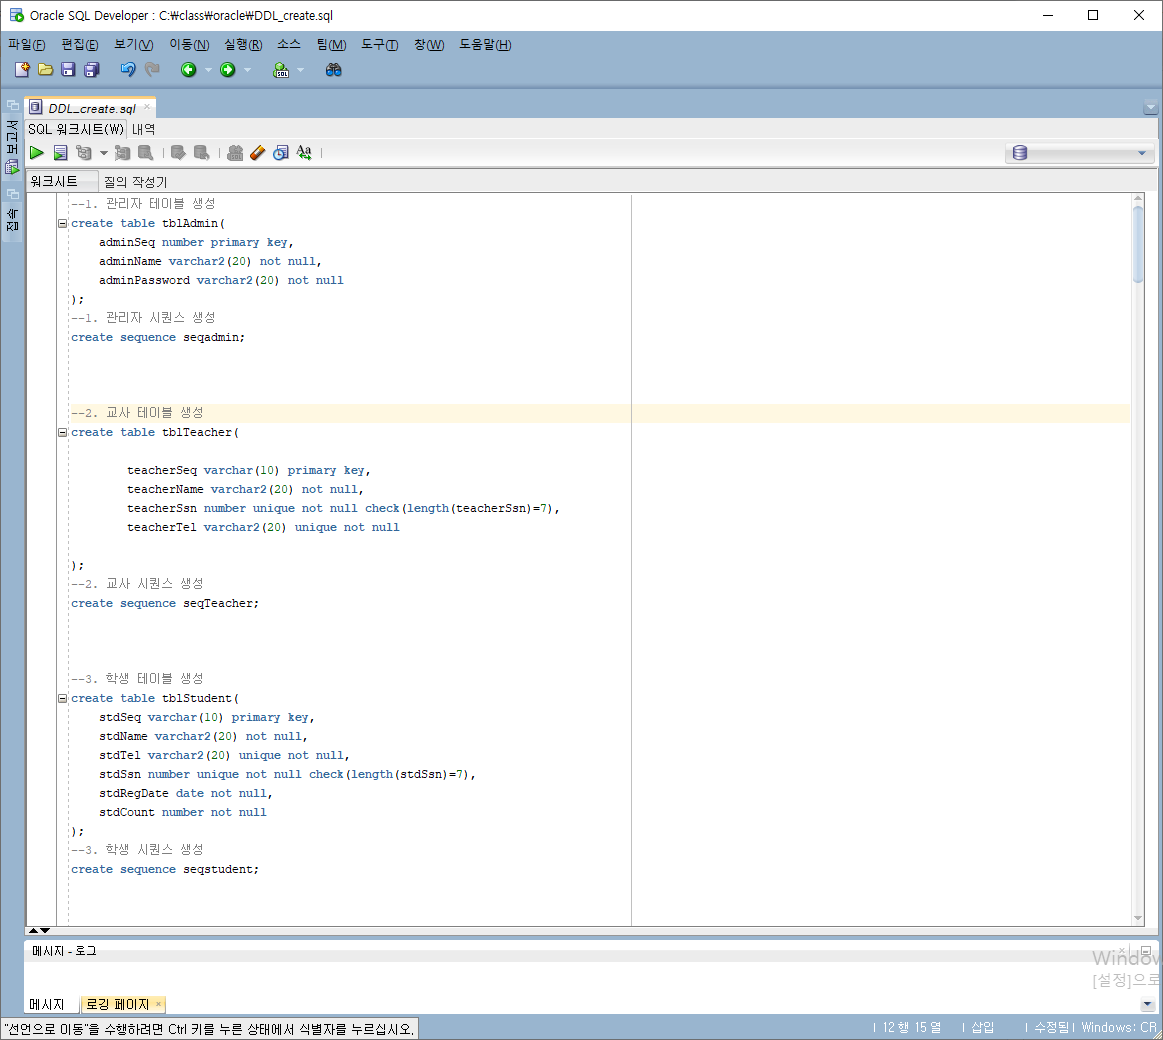 Oracle SQL Developer : C:₩class₩oracle₩DDL_create.sql
파일(F) 편집(E) 보기(V) 이동(N) 실행(R) 소스 팀(M) 도구(T) 창(W) 도움말(H)
DDL_create.sql
SQL 워크시트(W) 내역
보고서
접속
워크시트 질의 작성기
--1. 관리자 테이블 생성
create table tblAdmin(
adminSeq number primary key,
adminName varchar2(20) not null,
adminPassword varchar2(20) not null
);
--1. 관리자 시퀀스 생성
create sequence seqadmin;
--2. 교사 테이블 생성
create table tblTeacher(
teacherSeq varchar(10) primary key,
teacherName varchar2(20) not null,
teacherSsn number unique not null check(length(teacherSsn)=7),
teacherTel varchar2(20) unique not null
);
--2. 교사 시퀀스 생성
create sequence seqTeacher;
--3. 학생 테이블 생성
create table tblStudent(
stdSeq varchar(10) primary key,
stdName varchar2(20) not null,
stdTel varchar2(20) unique not null,
stdSsn number unique not null check(length(stdSsn)=7),
stdRegDate date not null,
stdCount number not null
);
--3. 학생 시퀀스 생성
create sequence seqstudent;
메시지 - 로그
[설정]으로
메시지 로깅 페이지
"선언으로 이동"을 수행하려면 Ctrl 키를 누른 상태에서 식별자를 누르십시오.
12 행 15 열 삽입 수정됨 Windows: CR